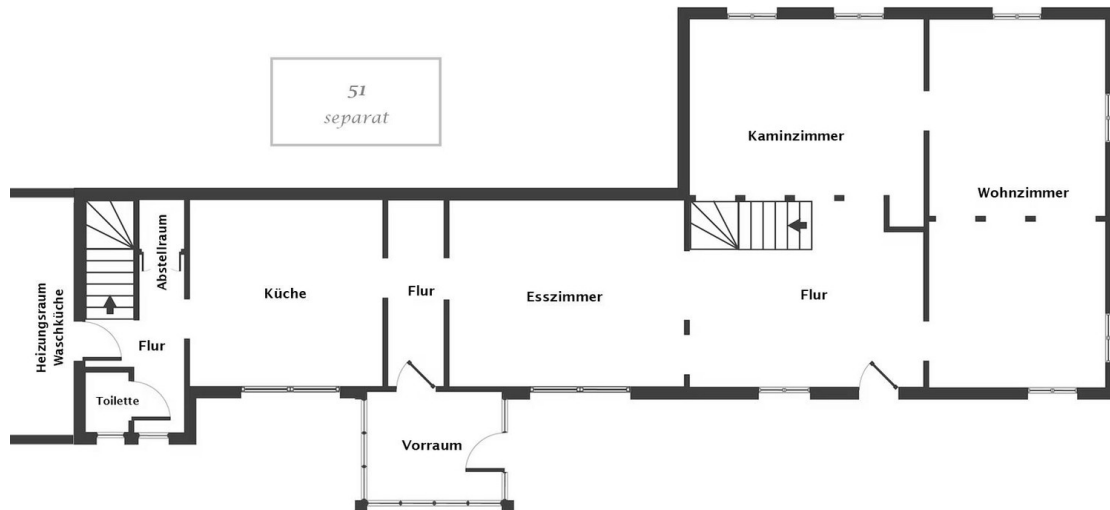 51
separat
Kaminzimmer
Wohnzimmer
Abstellraum
Küche
Flur
Esszimmer
Flur
Heizungsraum
Waschküche
Flur
Toilette
Vorraum